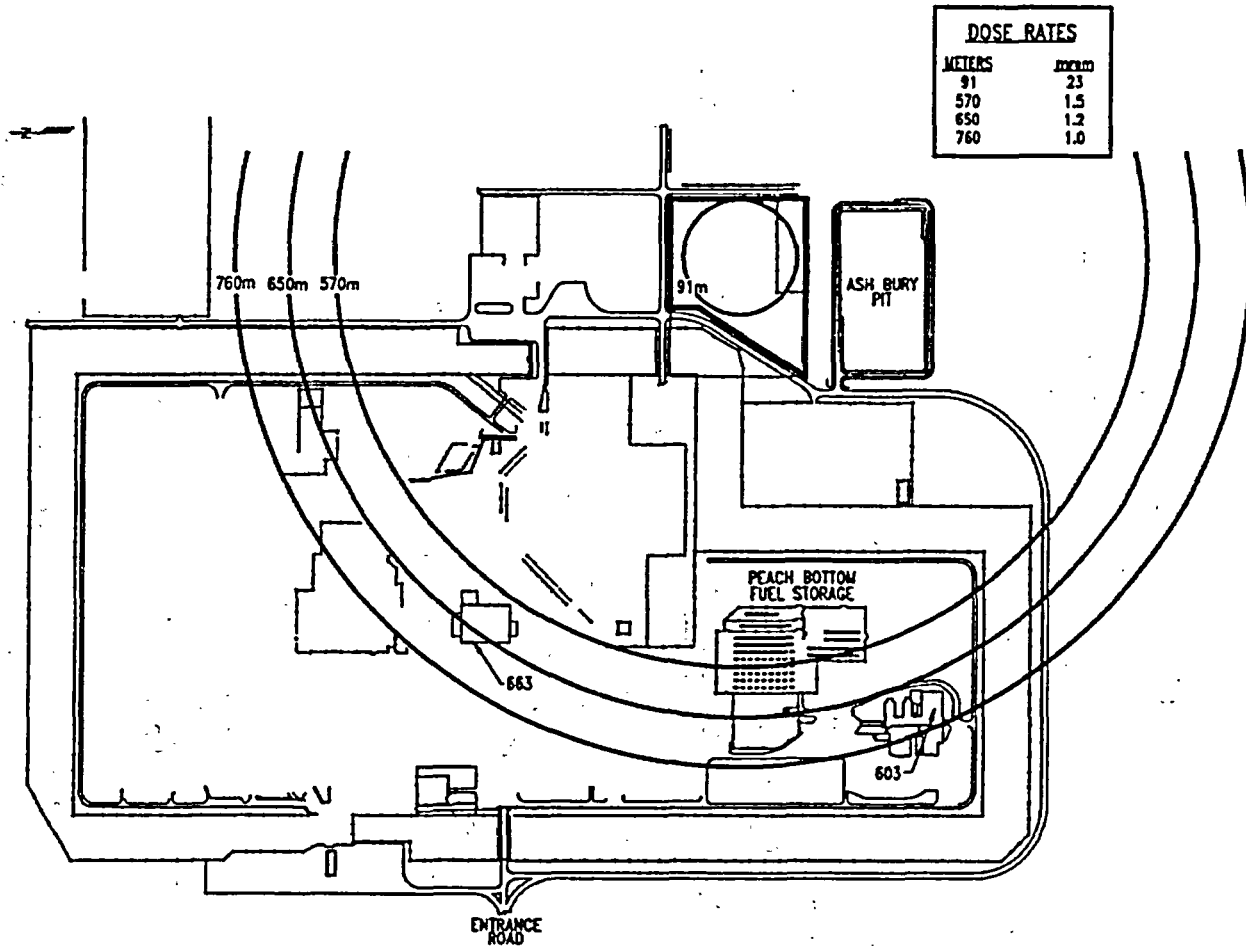 DOSE RATES
METERS mrem
91 23
570 1.5
650 1.2
760 1.0
760m 650m 570m
91m
ASH BURY
PIT
PEACH BOTTOM
FUEL STORAGE
663
603
ENTRANCE
ROAD